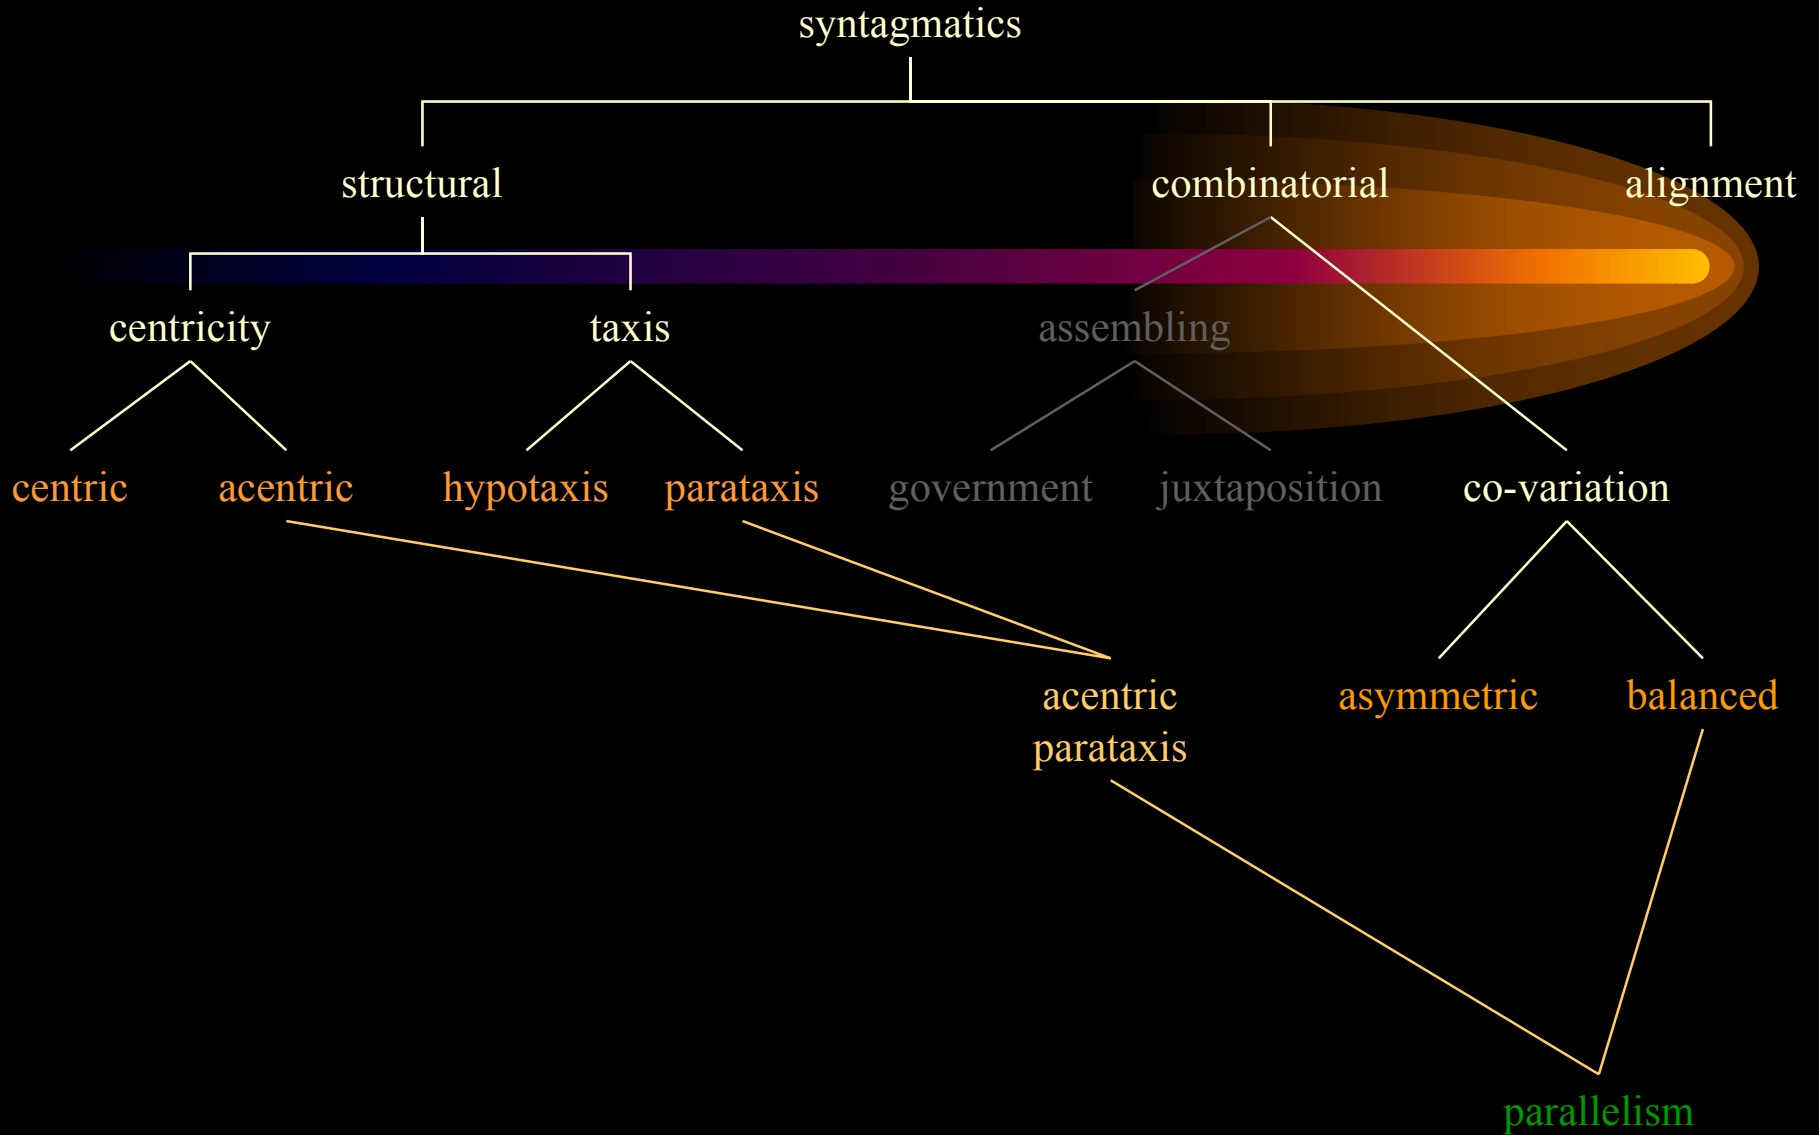 syntagmatics
structural combinatorial alignment
centricity taxis assembling
centric acentric hypotaxis parataxis government juxtaposition co-variation
acentric asymmetric balanced
parataxis
parallelism